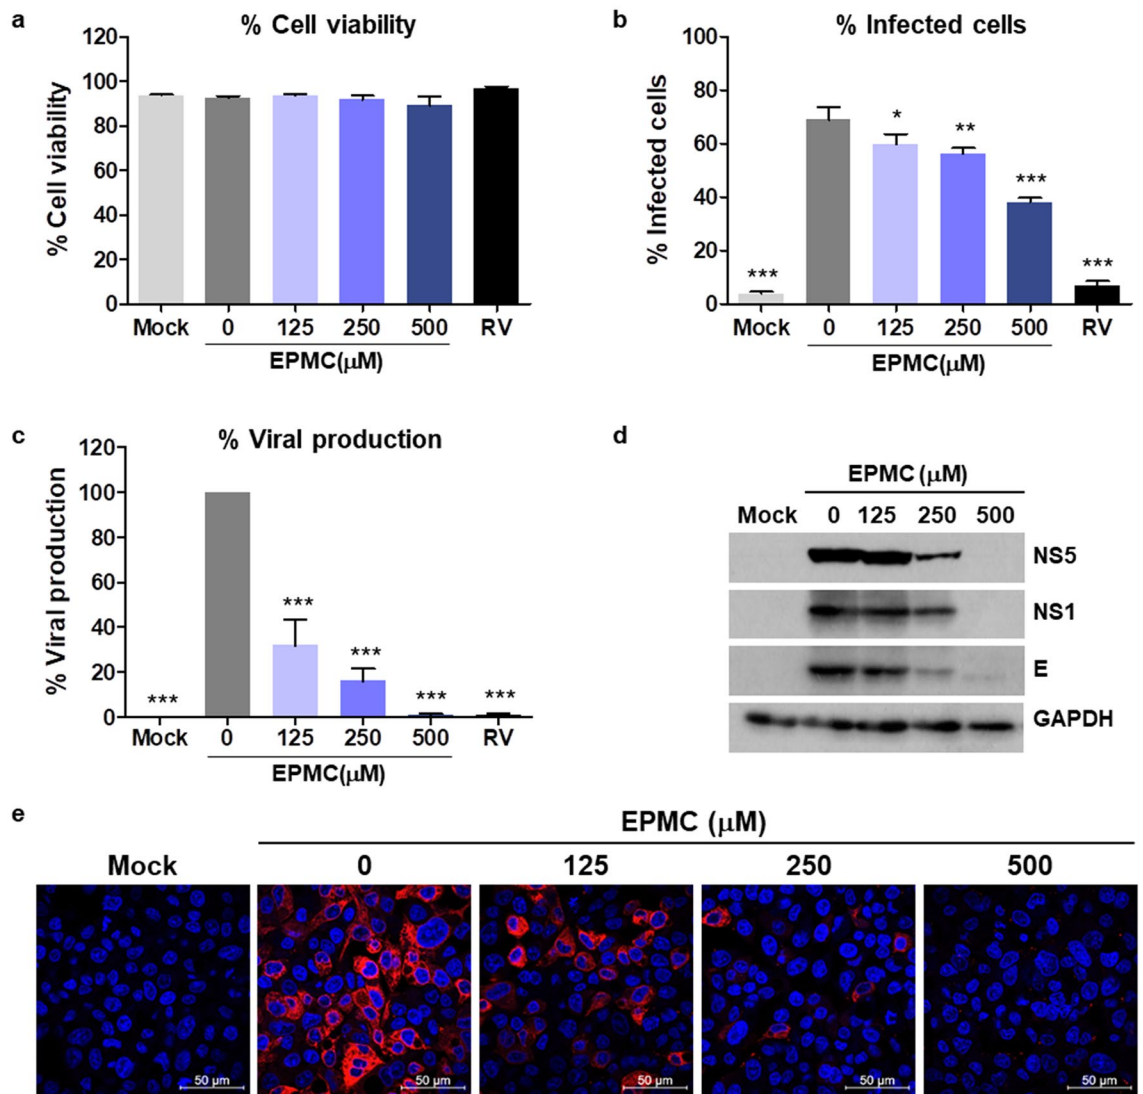 a
% Cell viability
% Cell viability
120
100
80
60
40
20
0
Mock 0 125 250 500 RV
EPMC(μM)
b
% Infected cells
% Infected cells
100
80
60
40
20
0
***
*
**
***
***
Mock 0 125 250 500 RV
EPMC(μM)
c
% Viral production
% Viral production
120
100
80
60
40
20
0
***
***
***
***
***
Mock 0 125 250 500 RV
EPMC(μM)
d
EPMC (μM)
Mock 0 125 250 500
NS5
NS1
E
GAPDH
e
EPMC (μM)
Mock 0 125 250 500
50 μm 50 μm 50 μm 50 μm 50 μm